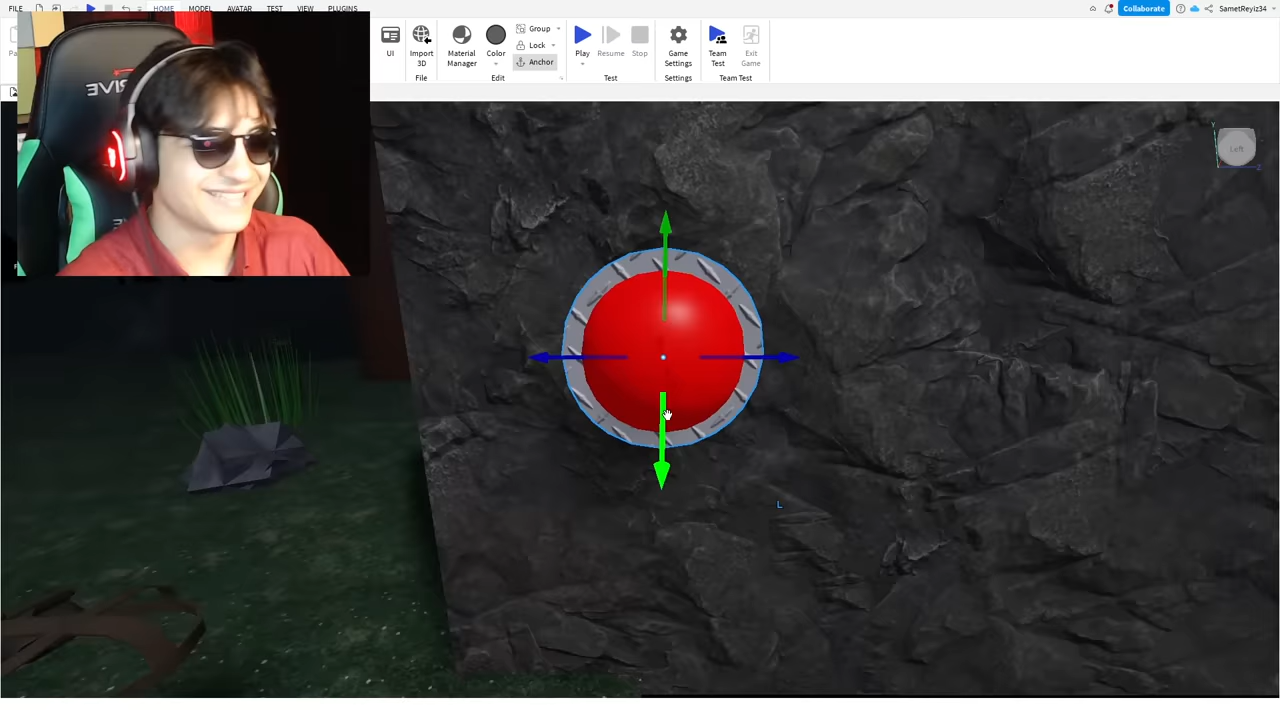 FILE HOME MODEL AVATAR TEST VIEW PLUGINS Collaborate SametReyiz34
UI
Import
3D
File
Material
Manager
Color
Group
Lock
Anchor
Edit
Play
Resume
Stop
Test
Game
Settings
Settings
Team
Test
Exit
Game
Team Test
Y
Left
Z
L